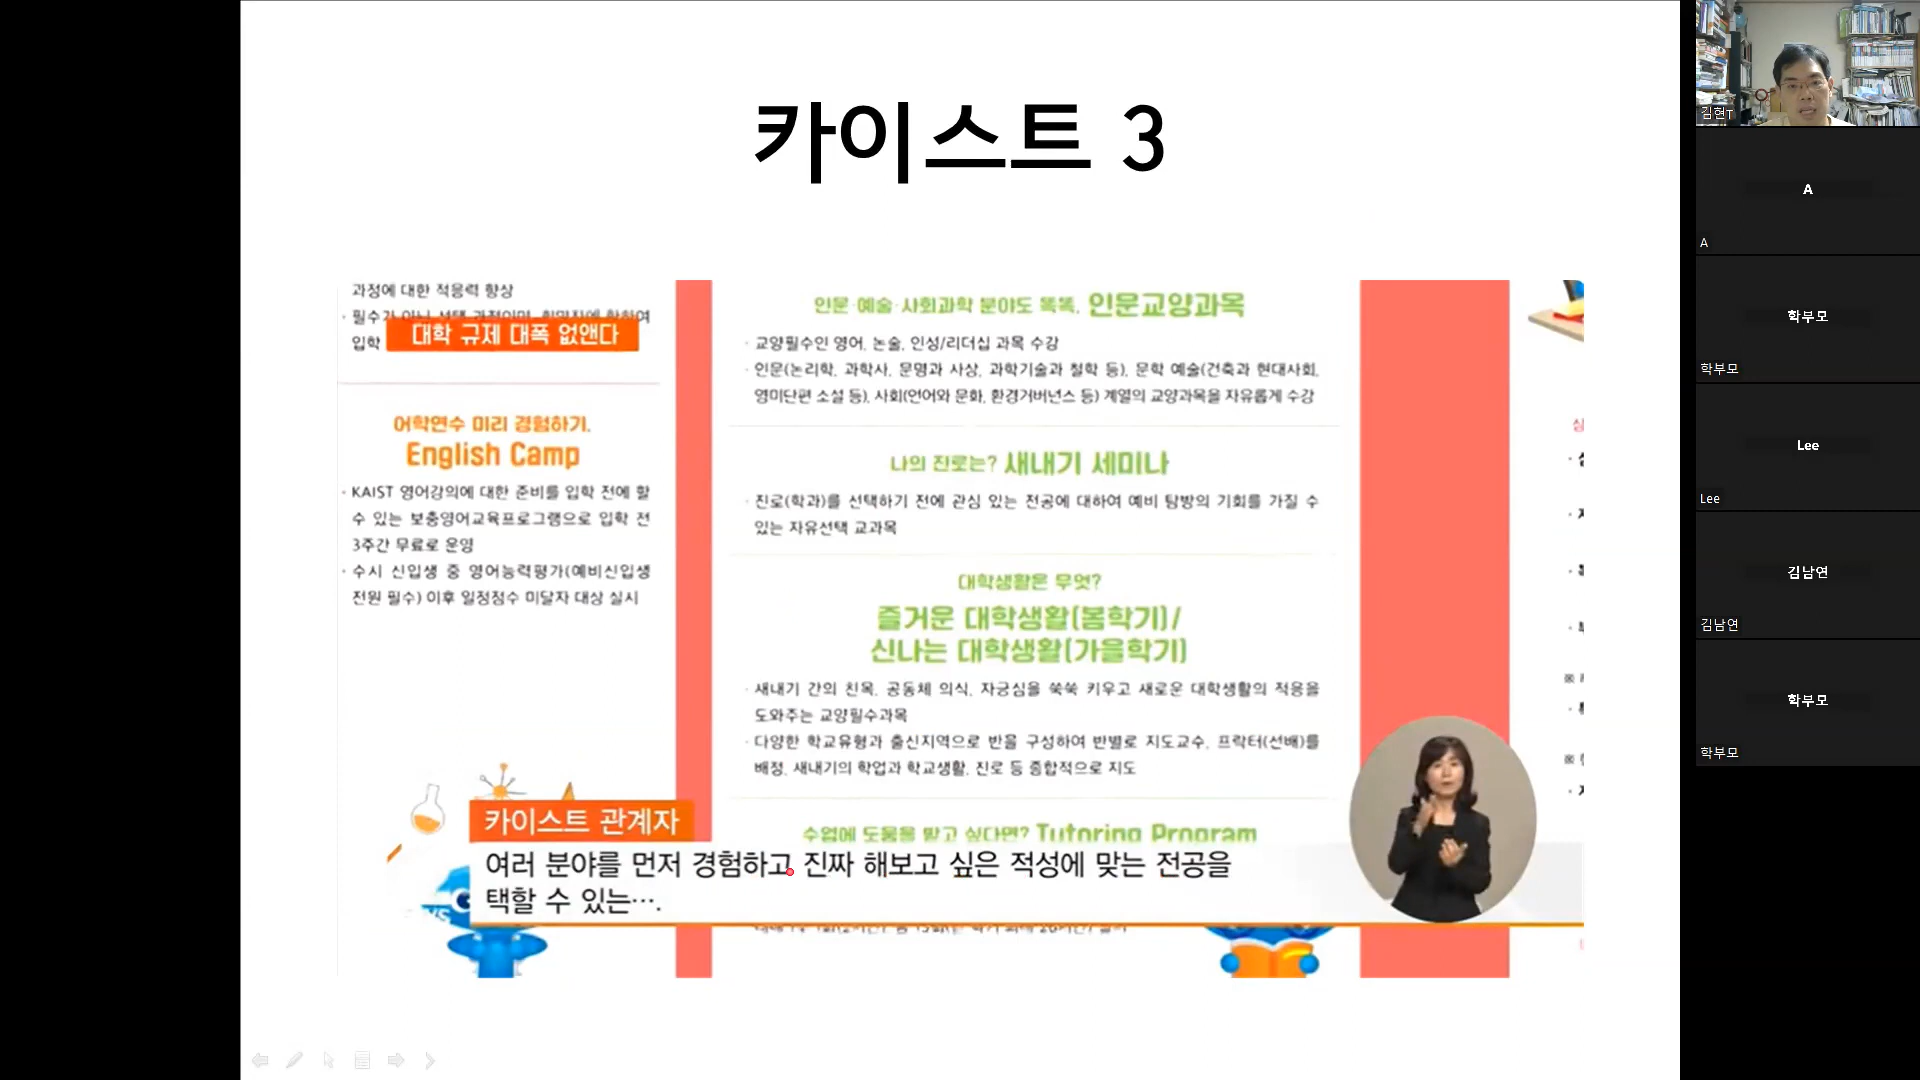 카이스트 3
과정에 대한 적응력 향상
· 필수가 아닌 선택 과정이며, 희망자에 한하여
입학
대학 규제 대폭 없앤다
어학연수 미리 경험하기,
English Camp
· KAIST 영어강의에 대한 준비를 입학 전에 할
수 있는 보충영어교육프로그램으로 입학 전
3주간 무료로 운영
· 수시 신입생 중 영어능력평가(예비신입생
전원 필수) 이후 일정점수 미달자 대상 실시
인문·예술·사회과학 분야도 똑똑, 인문교양과목
· 교양필수인 영어, 논술, 인성/리더십 과목 수강
· 인문(논리학, 과학사, 문명과 사상, 과학기술과 철학 등), 문학 예술(건축과 현대사회,
영미단편 소설 등), 사회(언어와 문화, 환경거버넌스 등) 계열의 교양과목을 자유롭게 수강
나의 진로는? 새내기 세미나
· 진로(학과)를 선택하기 전에 관심 있는 전공에 대하여 예비 탐방의 기회를 가질 수
있는 자유선택 교과목
대학생활은 무엇?
즐거운 대학생활(봄학기)/
신나는 대학생활(가을학기)
· 새내기 간의 친목, 공동체 의식, 자긍심을 쑥쑥 키우고 새로운 대학생활의 적응을
도와주는 교양필수과목
· 다양한 학교유형과 출신지역으로 반을 구성하여 반별로 지도교수, 프락터(선배)를
배정, 새내기의 학업과 학교생활, 진로 등 종합적으로 지도
수업에 도움을 받고 싶다면? Tutoring Program
카이스트 관계자
여러 분야를 먼저 경험하고 진짜 해보고 싶은 적성에 맞는 전공을
택할 수 있는….
김현T
A
A
학부모
학부모
Lee
Lee
김남연
김남연
학부모
학부모